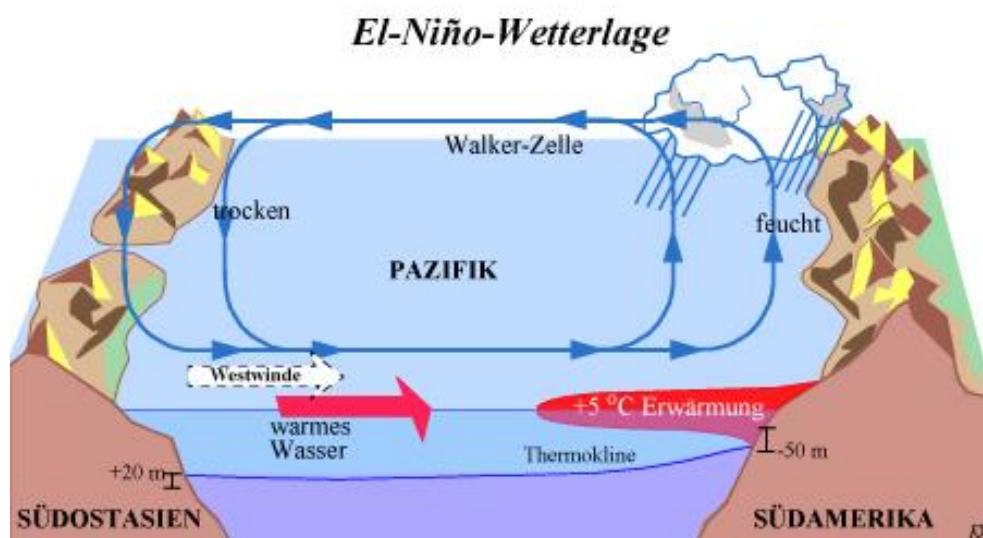 El-Niño-Wetterlage
Walker-Zelle
trocken
feucht
PAZIFIK
Westwinde
+5 °C Erwärmung
warmes
Wasser
Thermokline
-50 m
+20 m
SÜDOSTASIEN
SÜDAMERIKA